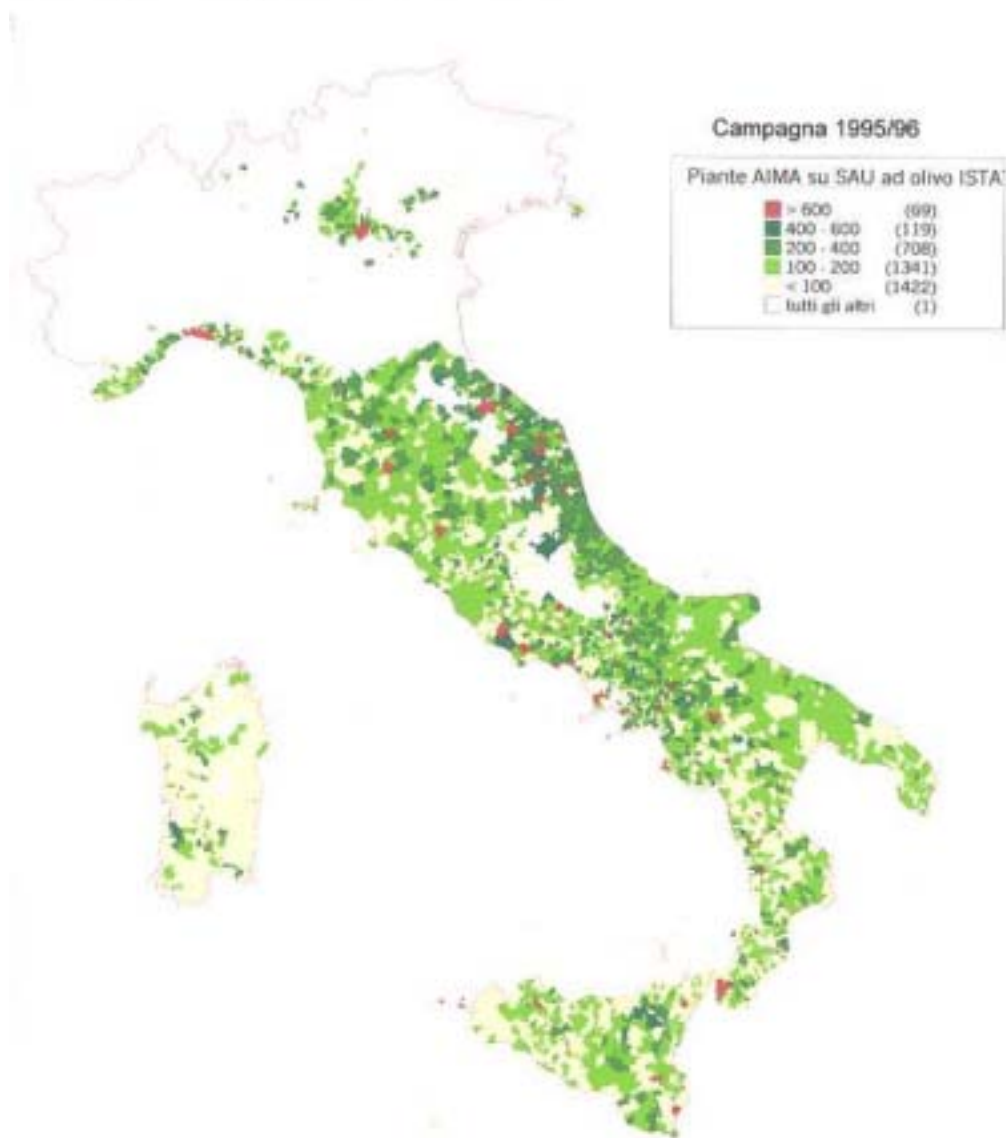 Campagna 1995/96
Piante AIMA su SAU ad olivo ISTA
> 600 (69)
400 - 600 (119)
200 - 400 (708)
100 - 200 (1341)
< 100 (1422)
tutti gli altri (1)